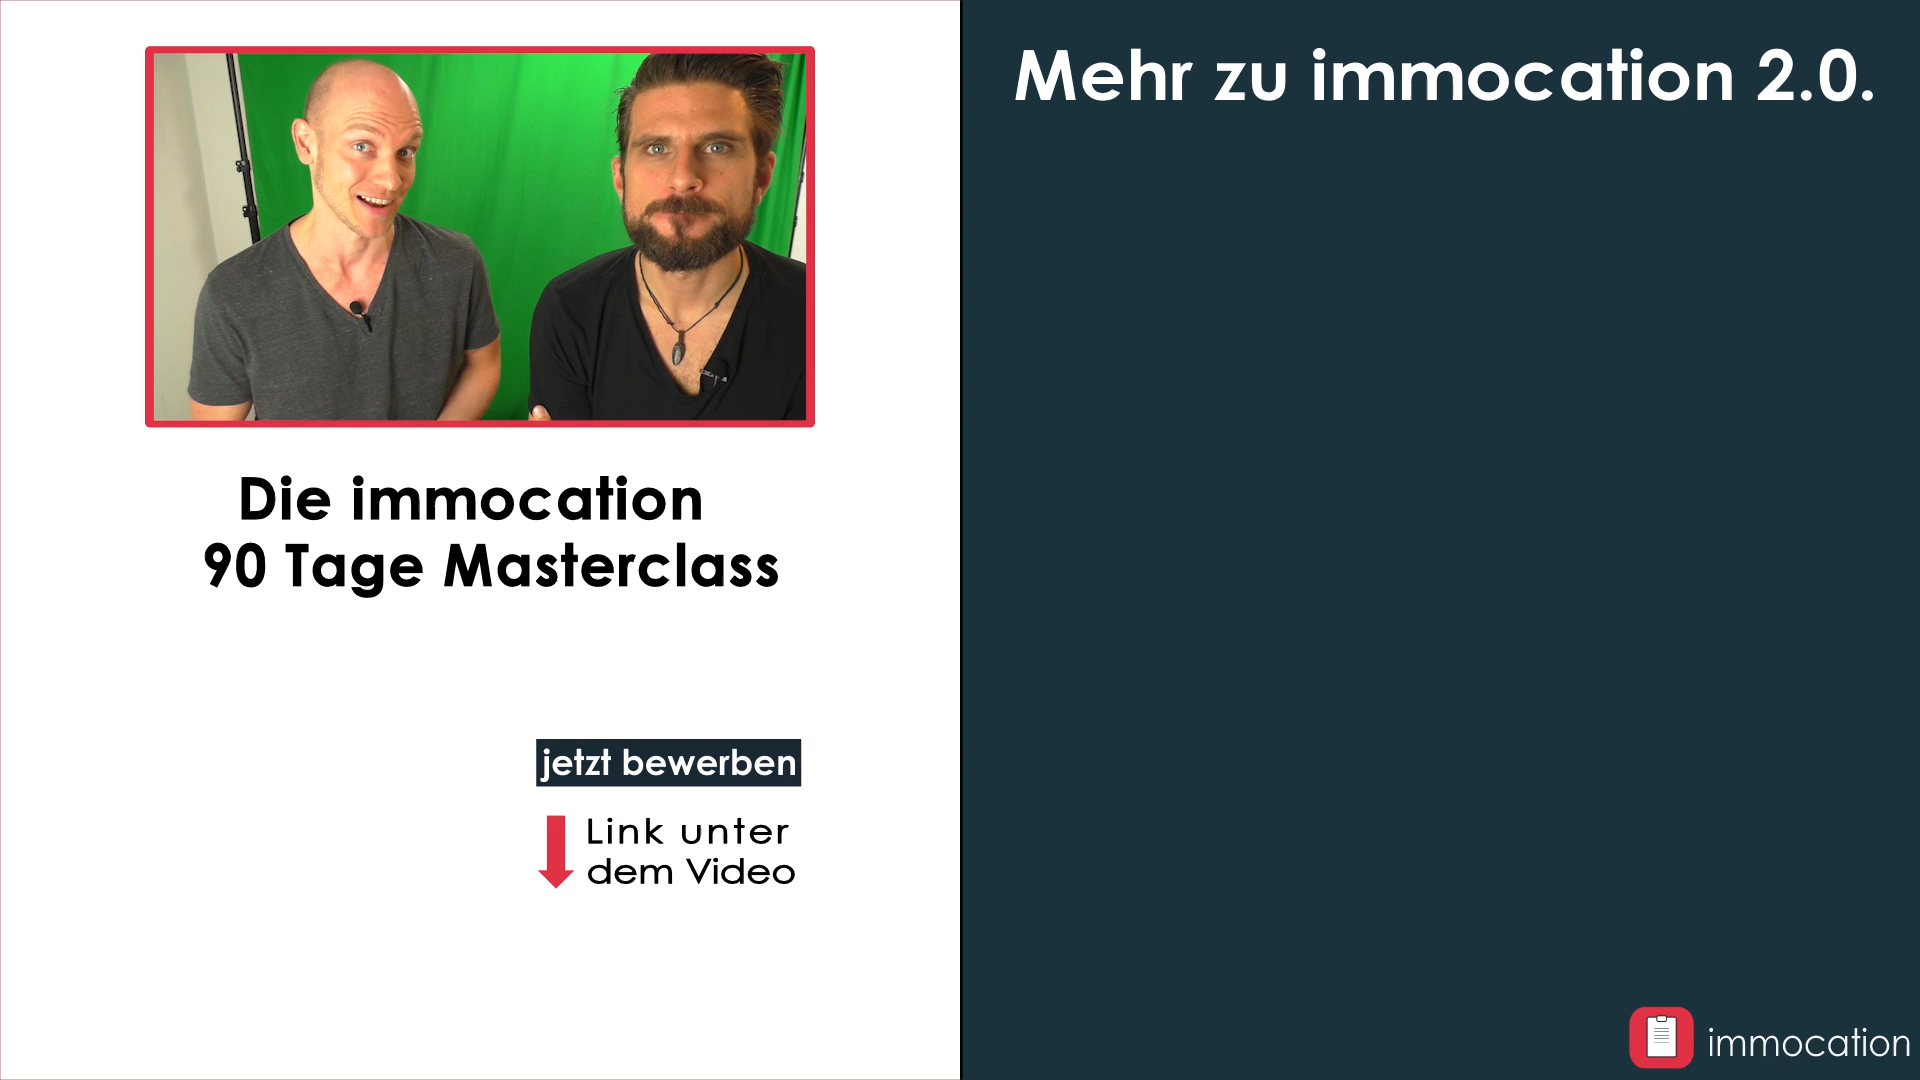 Die immocation
90 Tage Masterclass
jetzt bewerben
Link unter
dem Video
Mehr zu immocation 2.0.
immocation